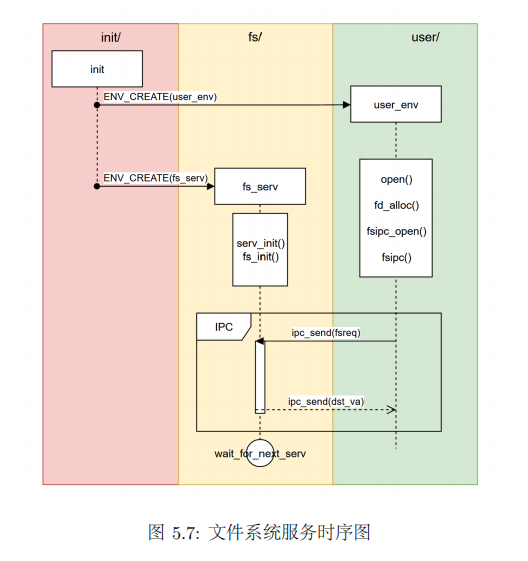 init/
fs/
user/
init
ENV_CREATE(user_env)
user_env
ENV_CREATE(fs_serv)
fs_serv
open()
fd_alloc()
fsipc_open()
fsipc()
serv_init()
fs_init()
IPC
ipc_send(fsreq)
ipc_send(dst_va)
wait_for_next_serv
图 5.7: 文件系统服务时序图